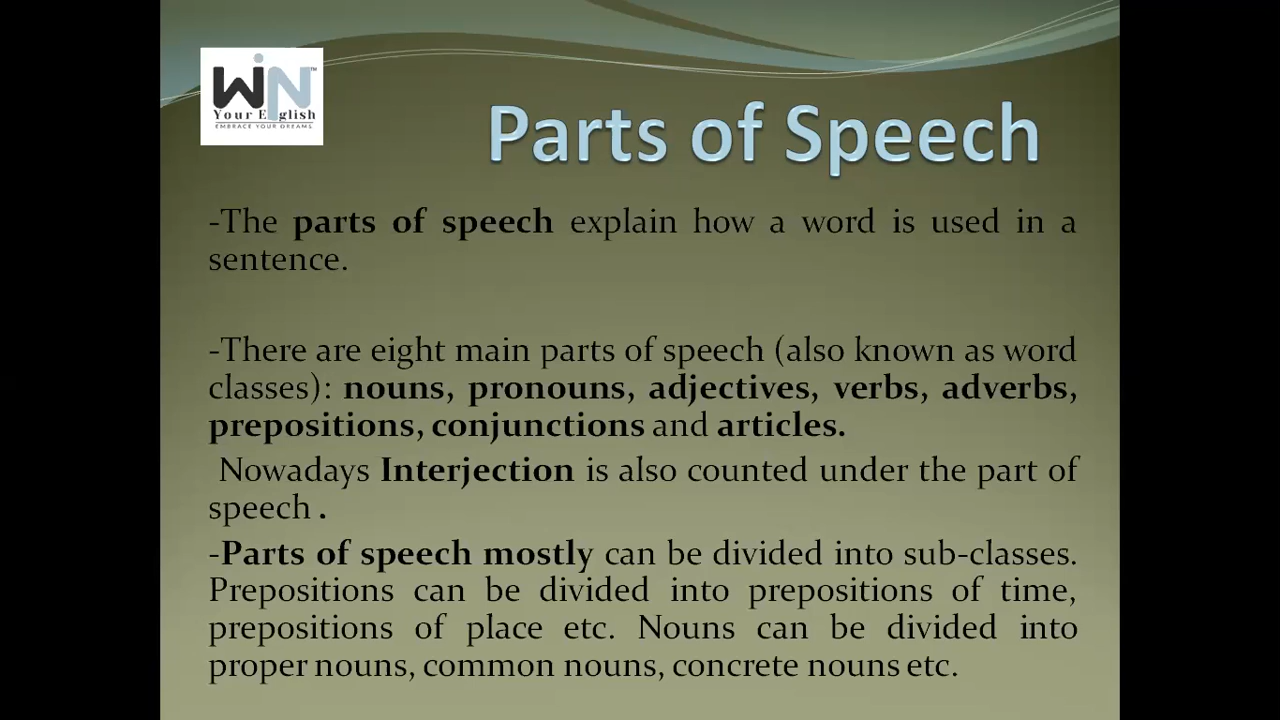 WiN™
Your English
EMBRACE YOUR DREAMS
Parts of Speech
-The parts of speech explain how a word is used in a
sentence.
-There are eight main parts of speech (also known as word
classes): nouns, pronouns, adjectives, verbs, adverbs,
prepositions, conjunctions and articles.
Nowadays Interjection is also counted under the part of
speech .
-Parts of speech mostly can be divided into sub-classes.
Prepositions can be divided into prepositions of time,
prepositions of place etc. Nouns can be divided into
proper nouns, common nouns, concrete nouns etc.